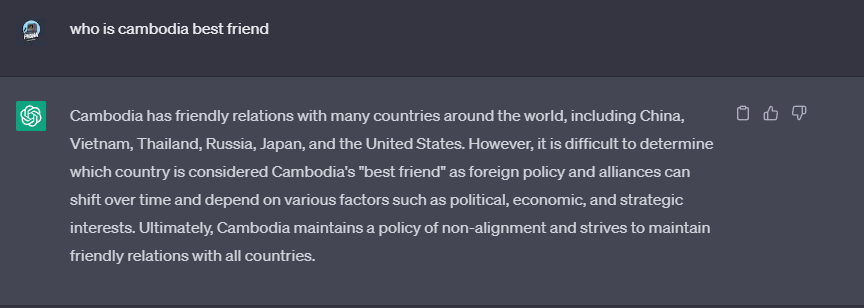 who is cambodia best friend
Cambodia has friendly relations with many countries around the world, including China,
Vietnam, Thailand, Russia, Japan, and the United States. However, it is difficult to determine
which country is considered Cambodia's "best friend" as foreign policy and alliances can
shift over time and depend on various factors such as political, economic, and strategic
interests. Ultimately, Cambodia maintains a policy of non-alignment and strives to maintain
friendly relations with all countries.